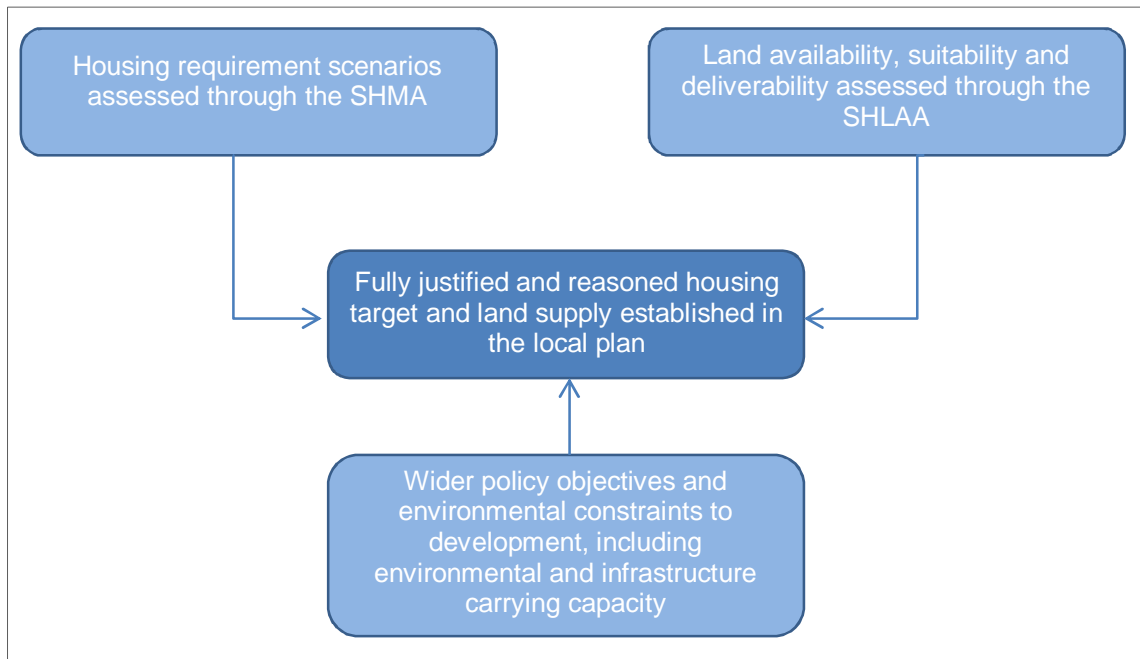 Housing requirement scenarios
assessed through the SHMA
Land availability, suitability and
deliverability assessed through the
SHLAA
Fully justified and reasoned housing
target and land supply established in
the local plan
Wider policy objectives and
environmental constraints to
development, including
environmental and infrastructure
carrying capacity